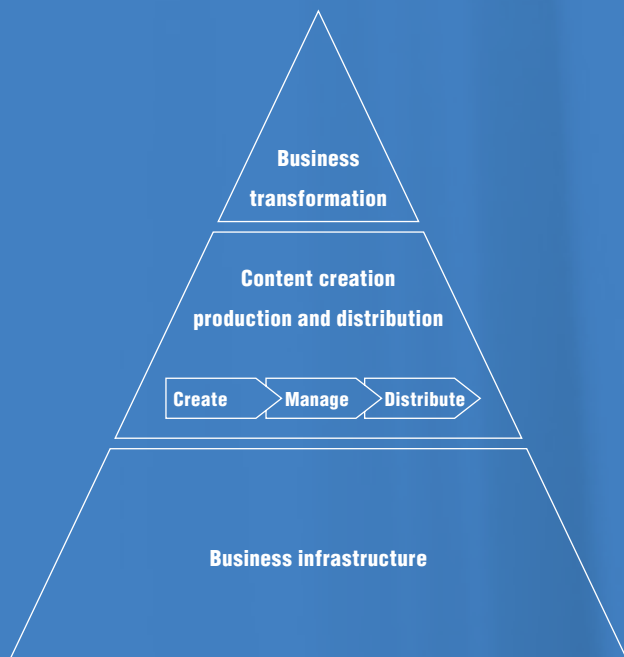 Business
transformation
Content creation
production and distribution
Create Manage Distribute
Business infrastructure